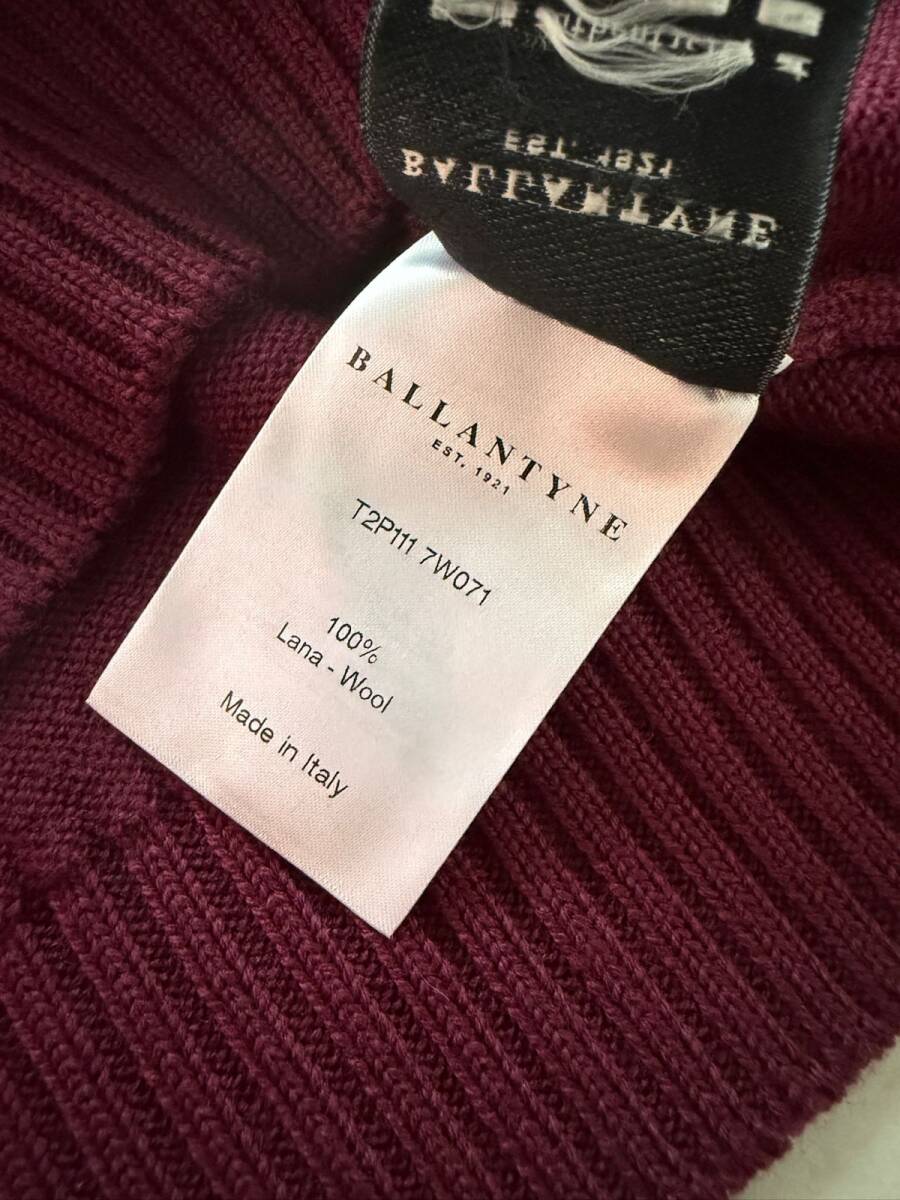 EST. 1921
BALLANTYNE
BALLANTYNE
EST. 1921
T2P111 7W071
100%
Lana - Wool
Made in Italy